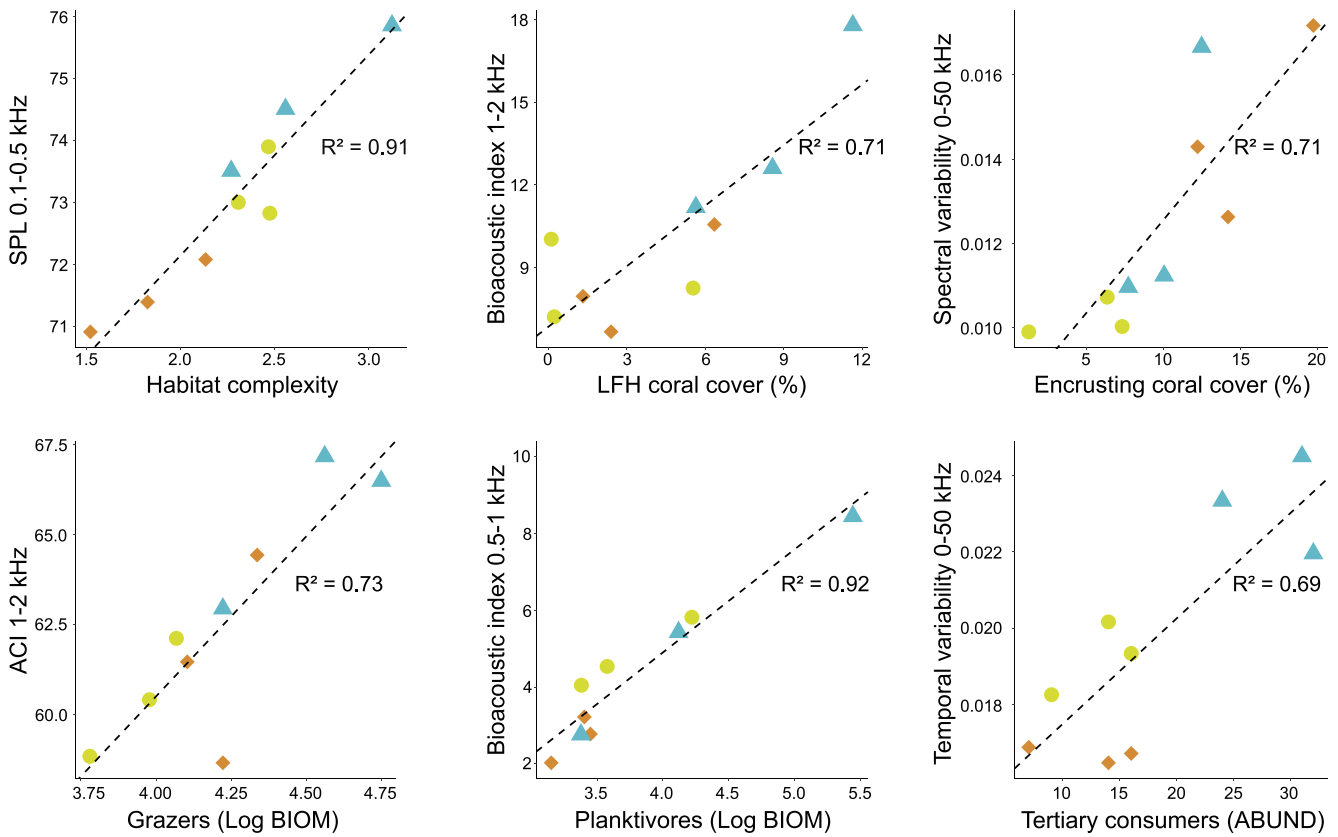 SPL 0.1-0.5 kHz
76
75
74
73
72
71
R² = 0.91
1.5 2.0 2.5 3.0
Habitat complexity
Bioacoustic index 1-2 kHz
18
15
12
9
R² = 0.71
0 3 6 9 12
LFH coral cover (%)
Spectral variability 0-50 kHz
0.016
0.014
0.012
0.010
R² = 0.71
5 10 15 20
Encrusting coral cover (%)
ACI 1-2 kHz
67.5
65.0
62.5
60.0
R² = 0.73
3.75 4.00 4.25 4.50 4.75
Grazers (Log BIOM)
Bioacoustic index 0.5-1 kHz
10
8
6
4
2
R² = 0.92
3.5 4.0 4.5 5.0 5.5
Planktivores (Log BIOM)
Temporal variability 0-50 kHz
0.024
0.022
0.020
0.018
R² = 0.69
10 15 20 25 30
Tertiary consumers (ABUND)